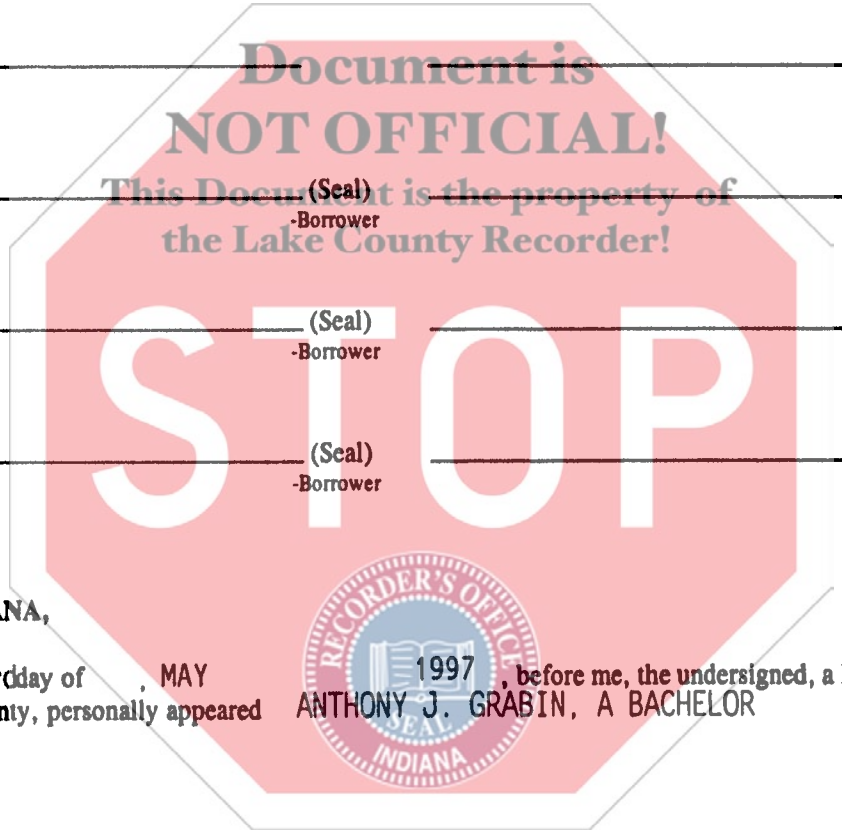 Document is
NOT OFFICIAL!
This Document is the property of
the Lake County Recorder!
(Seal)
-Borrower
(Seal)
-Borrower
(Seal)
-Borrower
STOP
RECORDER'S OFFICE
SEAL
INDIANA
ANA,
day of , MAY 1997 , before me, the undersigned, a
nty, personally appeared ANTHONY J. GRABIN, A BACHELOR